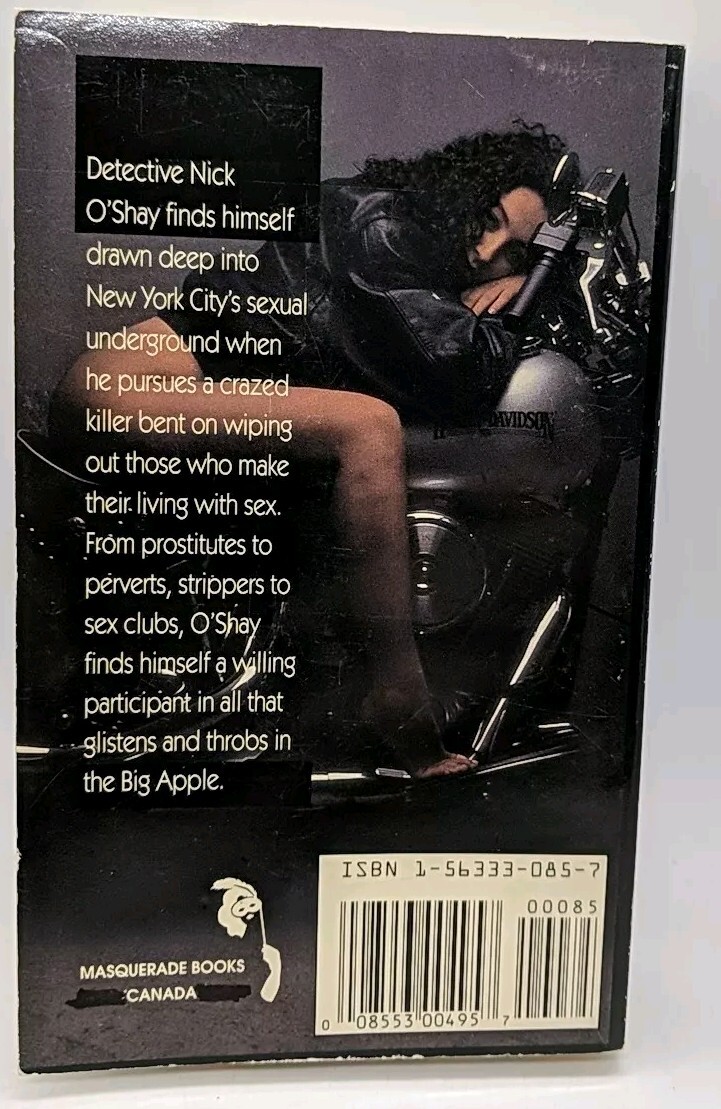 Detective Nick
O'Shay finds himself
drawn deep into
New York City's sexual
underground when
he pursues a crazed
killer bent on wiping
out those who make
their living with sex.
From prostitutes to
perverts, strippers to
sex clubs, O'Shay
finds himself a willing
participant in all that
glistens and throbs in
the Big Apple.
DAVIDSON
MASQUERADE BOOKS
CANADA
ISBN 1-56333-085-7
00085
0 08553 00495 7